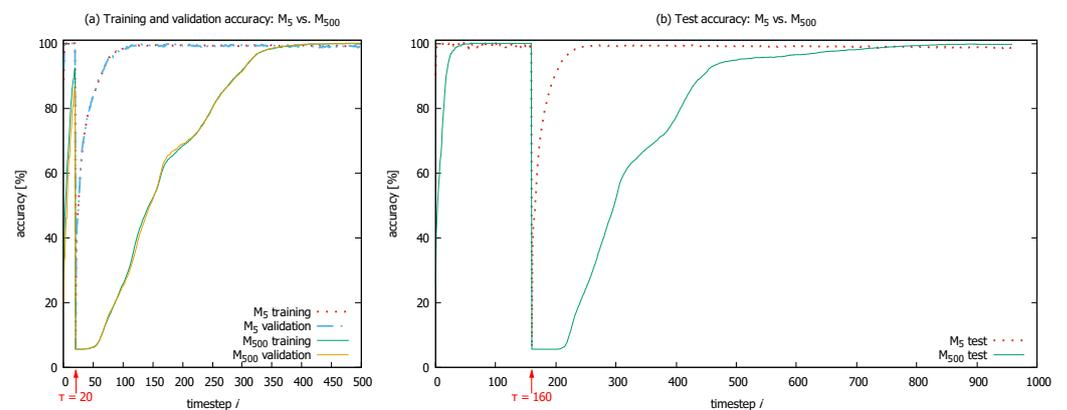 (a) Training and validation accuracy: M5 vs. M500
100
80
60
40
20
0
accuracy [%]
M5 training
M5 validation
M500 training
M500 validation
0 50 100 150 200 250 300 350 400 450 500
τ = 20
timestep i
(b) Test accuracy: M5 vs. M500
100
80
60
40
20
0
accuracy [%]
M5 test
M500 test
0 100 200 300 400 500 600 700 800 900 1000
τ = 160
timestep i